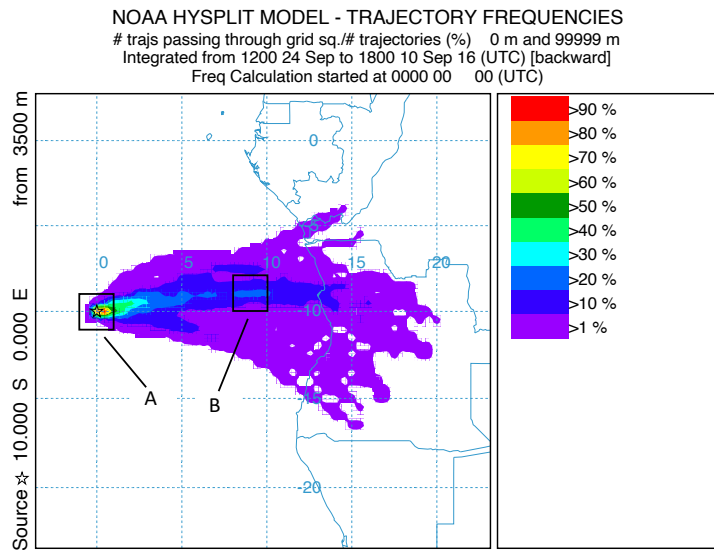 NOAA HYSPLIT MODEL - TRAJECTORY FREQUENCIES
# trajs passing through grid sq./# trajectories (%) 0 m and 99999 m
Integrated from 1200 24 Sep to 1800 10 Sep 16 (UTC) [backward]
Freq Calculation started at 0000 00 00 (UTC)
Source ☆ 10.000 S 0.000 E from 3500 m
0
-5
0 5 10 15 20
-10
-15
-20
A
B
>90 %
>80 %
>70 %
>60 %
>50 %
>40 %
>30 %
>20 %
>10 %
>1 %